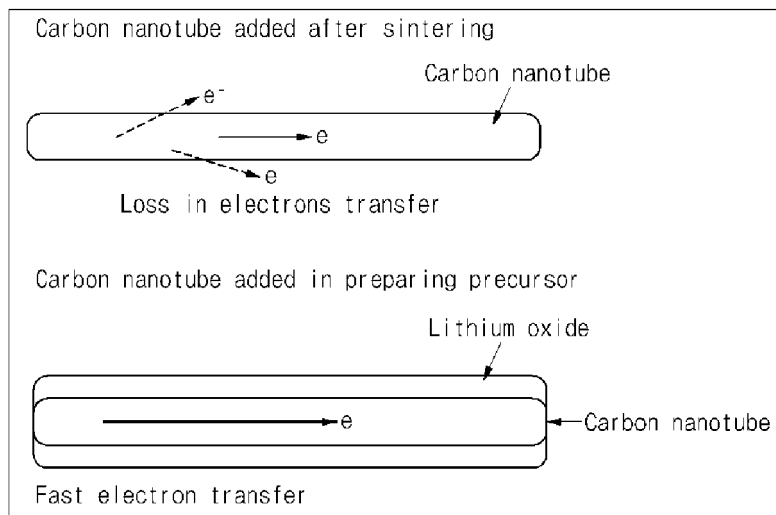 Carbon nanotube added after sintering
Carbon nanotube
e⁻
e
e
Loss in electrons transfer
Carbon nanotube added in preparing precursor
Lithium oxide
e
Carbon nanotube
Fast electron transfer